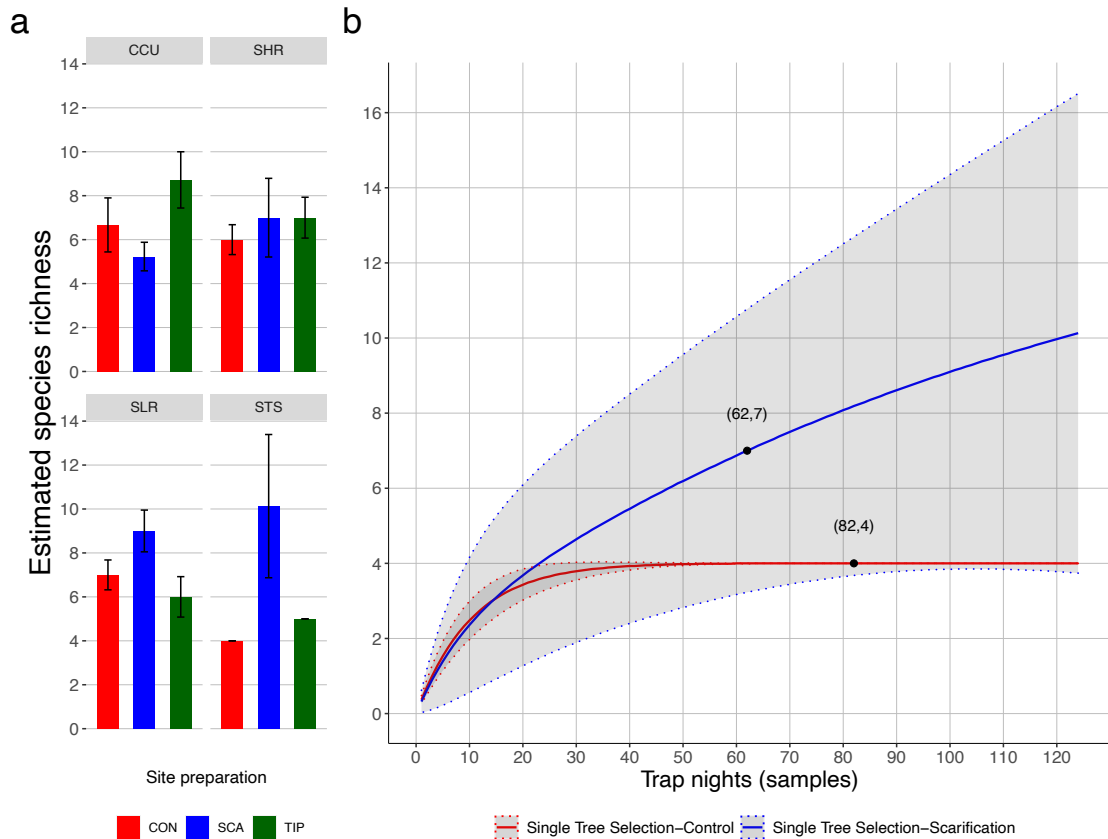 a
b
CCU
SHR
14
12
10
8
6
4
2
0
SLR
STS
14
12
10
8
6
4
2
0
Estimated species richness
Site preparation
CON
SCA
TIP
16
14
12
10
8
6
4
2
0
(62,7)
(82,4)
0
10
20
30
40
50
60
70
80
90
100
110
120
Trap nights (samples)
Single Tree Selection−Control
Single Tree Selection−Scarification